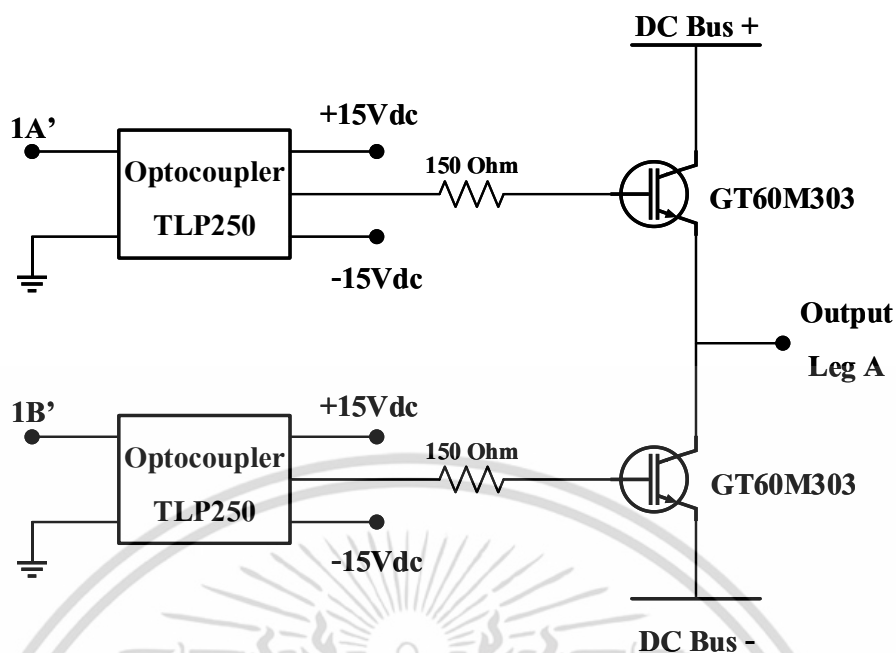 DC Bus +
1A’
+15Vdc
Optocoupler
TLP250
150 Ohm
GT60M303
-15Vdc
Output
Leg A
1B’
+15Vdc
Optocoupler
TLP250
150 Ohm
GT60M303
-15Vdc
DC Bus -